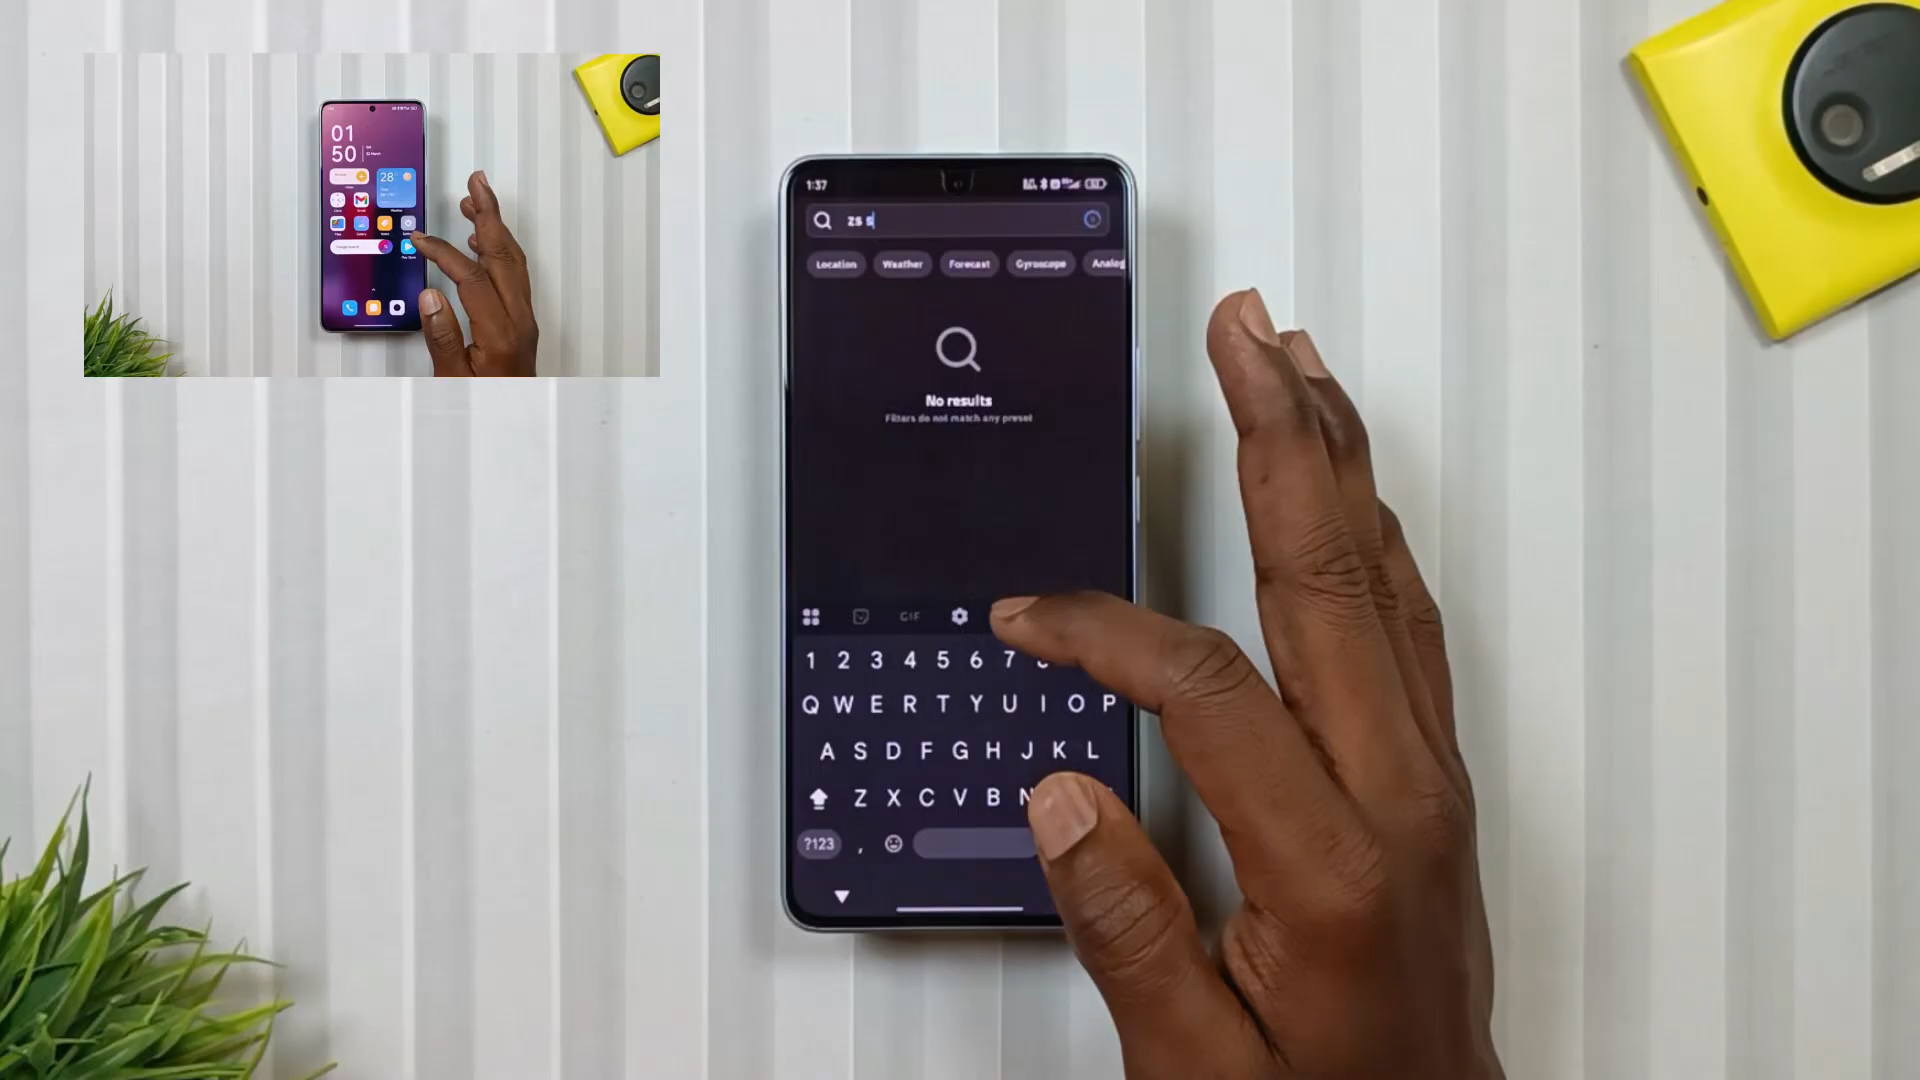 01
50
28°
1:37
zs s
Location Weather Forecast Gyroscope Analog
No results
Filters do not match any preset
GIF
1 2 3 4 5 6 7
Q W E R T Y U I O P
A S D F G H J K L
Z X C V B N
?123 ,